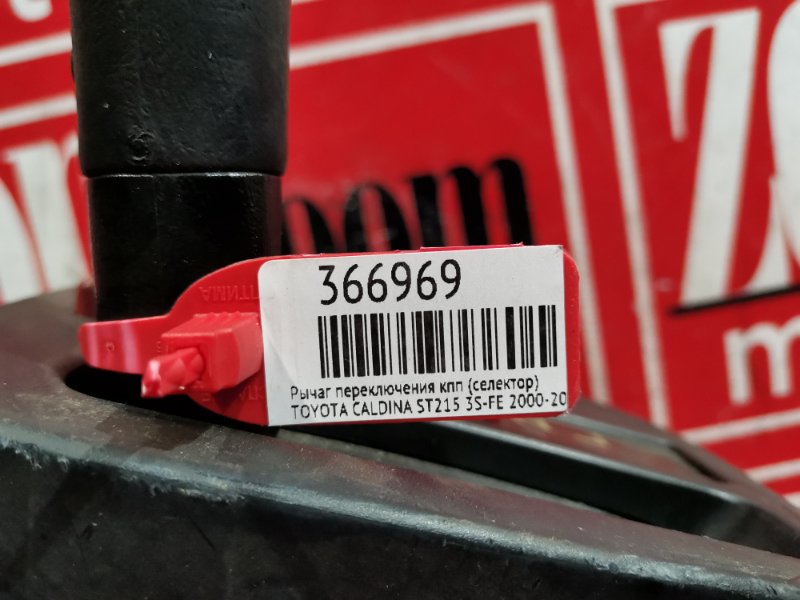 366969
Рычаг переключения кпп (селектор)
TOYOTA CALDINA ST215 3S-FE 2000-20